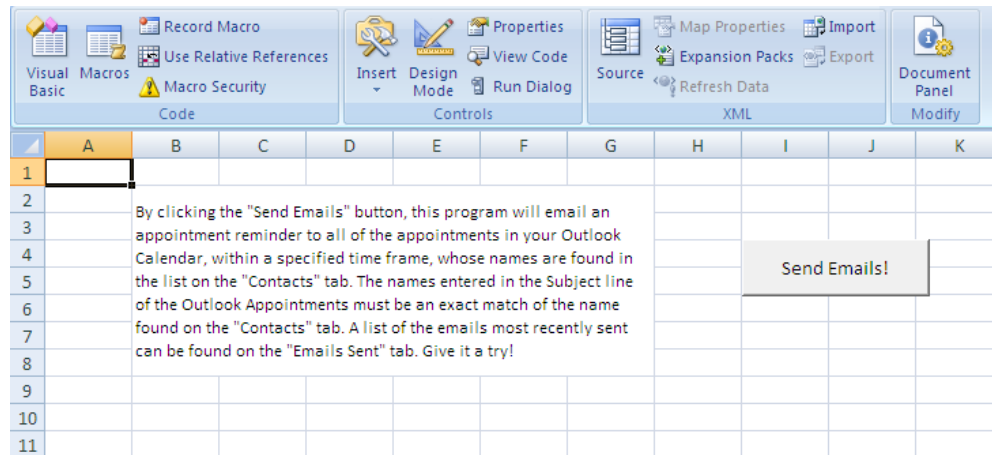 Visual Basic
Macros
Record Macro
Use Relative References
Macro Security
Code
Insert
Design Mode
Properties
View Code
Run Dialog
Controls
Source
Map Properties
Expansion Packs
Refresh Data
Import
Export
XML
Document Panel
Modify
A B C D E F G H I J K
1
2
3
4
5
6
7
8
9
10
11
By clicking the "Send Emails" button, this program will email an
appointment reminder to all of the appointments in your Outlook
Calendar, within a specified time frame, whose names are found in
the list on the "Contacts" tab. The names entered in the Subject line
of the Outlook Appointments must be an exact match of the name
found on the "Contacts" tab. A list of the emails most recently sent
can be found on the "Emails Sent" tab. Give it a try!
Send Emails!